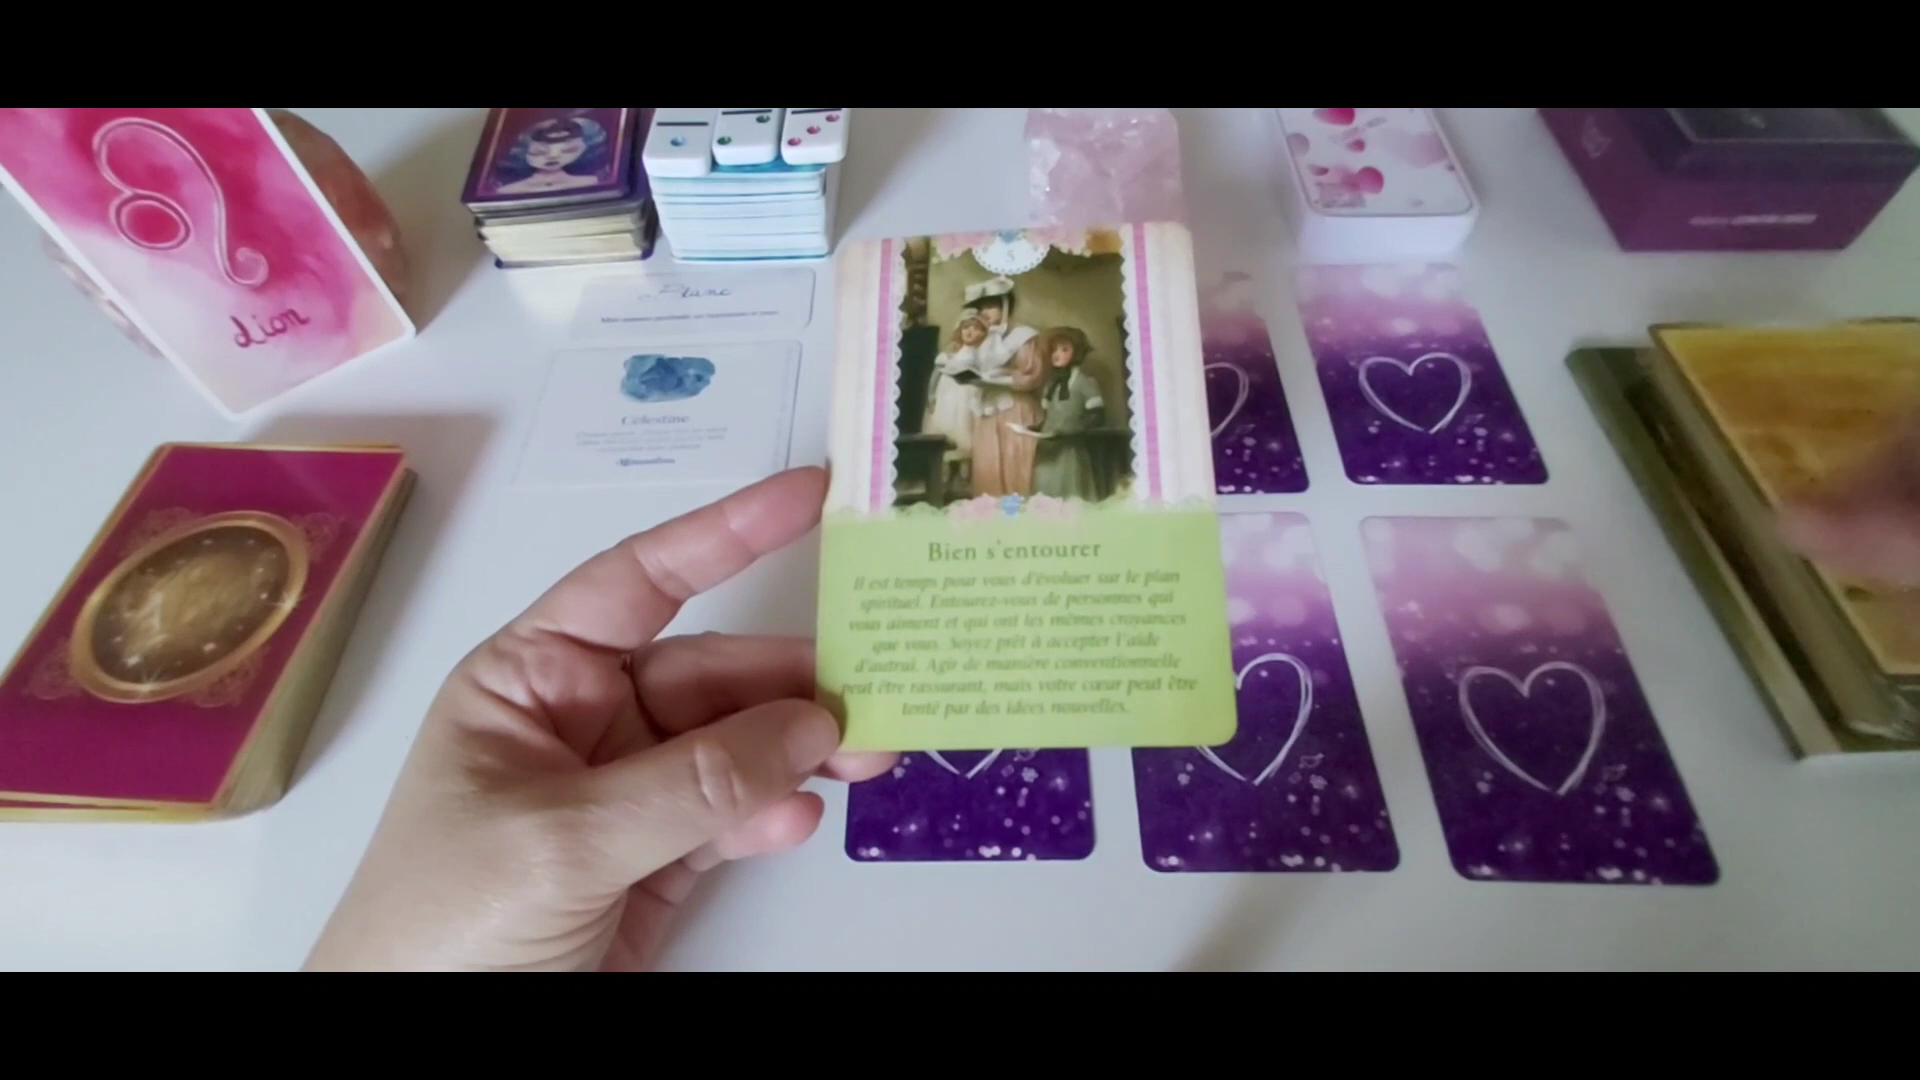 Lion
Blanc
Célestine
5
Bien s'entourer
Il est temps pour vous d'évoluer sur le plan
spirituel. Entourez-vous de personnes qui
vous aiment et qui ont les mêmes croyances
que vous. Soyez prêt à accepter l'aide
d'autrui. Agir de manière conventionnelle
peut être rassurant, mais votre cœur peut être
tenté par des idées nouvelles.